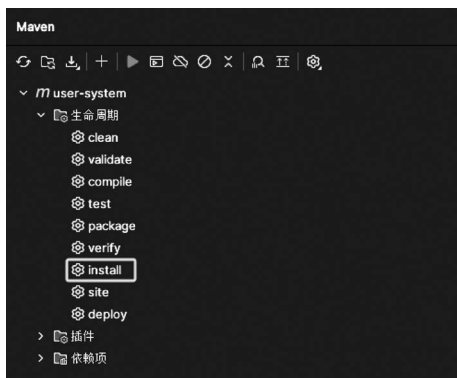 Maven
m user-system
生命周期
clean
validate
compile
test
package
verify
install
site
deploy
插件
依赖项